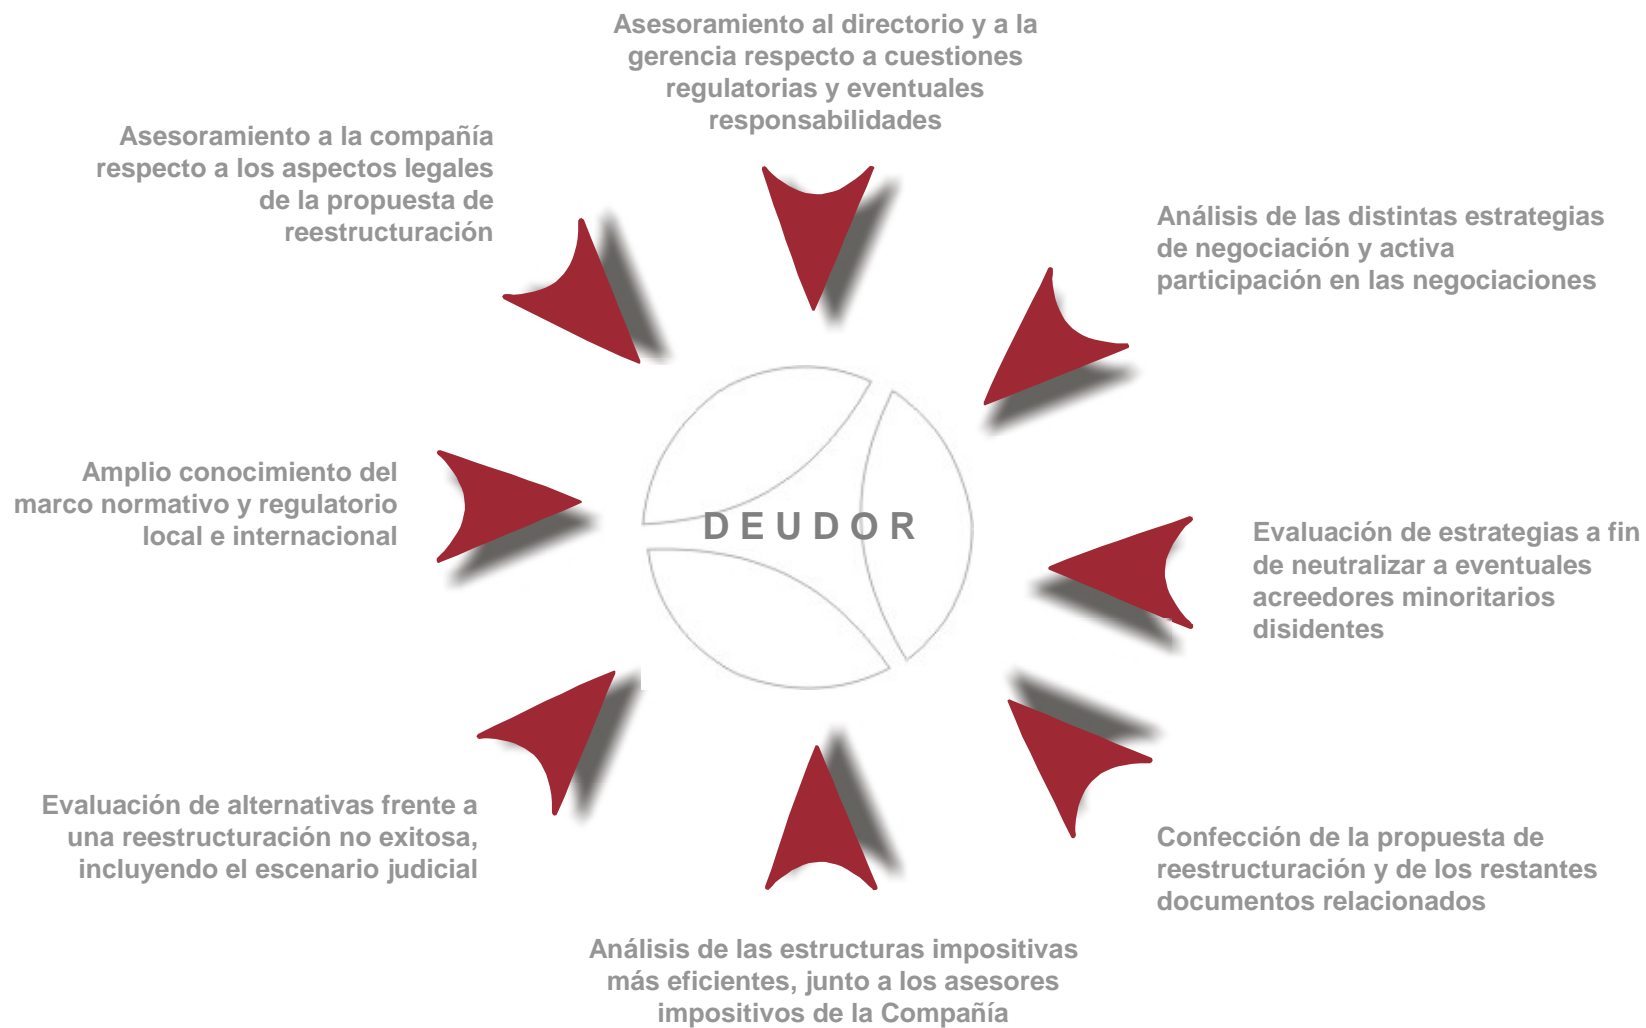 Asesoramiento al directorio y a la
gerencia respecto a cuestiones
regulatorias y eventuales
responsabilidades
Asesoramiento a la compañía
respecto a los aspectos legales
de la propuesta de
reestructuración
Análisis de las distintas estrategias
de negociación y activa
participación en las negociaciones
Amplio conocimiento del
marco normativo y regulatorio
local e internacional
DEUDOR
Evaluación de estrategias a fin
de neutralizar a eventuales
acreedores minoritarios
disidentes
Evaluación de alternativas frente a
una reestructuración no exitosa,
incluyendo el escenario judicial
Confección de la propuesta de
reestructuración y de los restantes
documentos relacionados
Análisis de las estructuras impositivas
más eficientes, junto a los asesores
impositivos de la Compañía